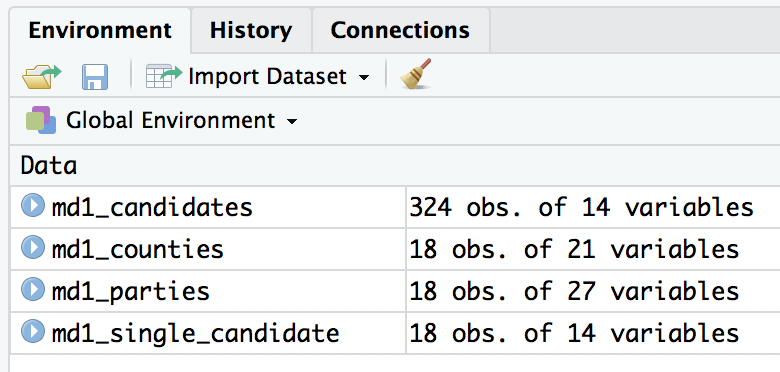 Environment History Connections
Import Dataset
Global Environment
Data
md1_candidates 324 obs. of 14 variables
md1_counties 18 obs. of 21 variables
md1_parties 18 obs. of 27 variables
md1_single_candidate 18 obs. of 14 variables